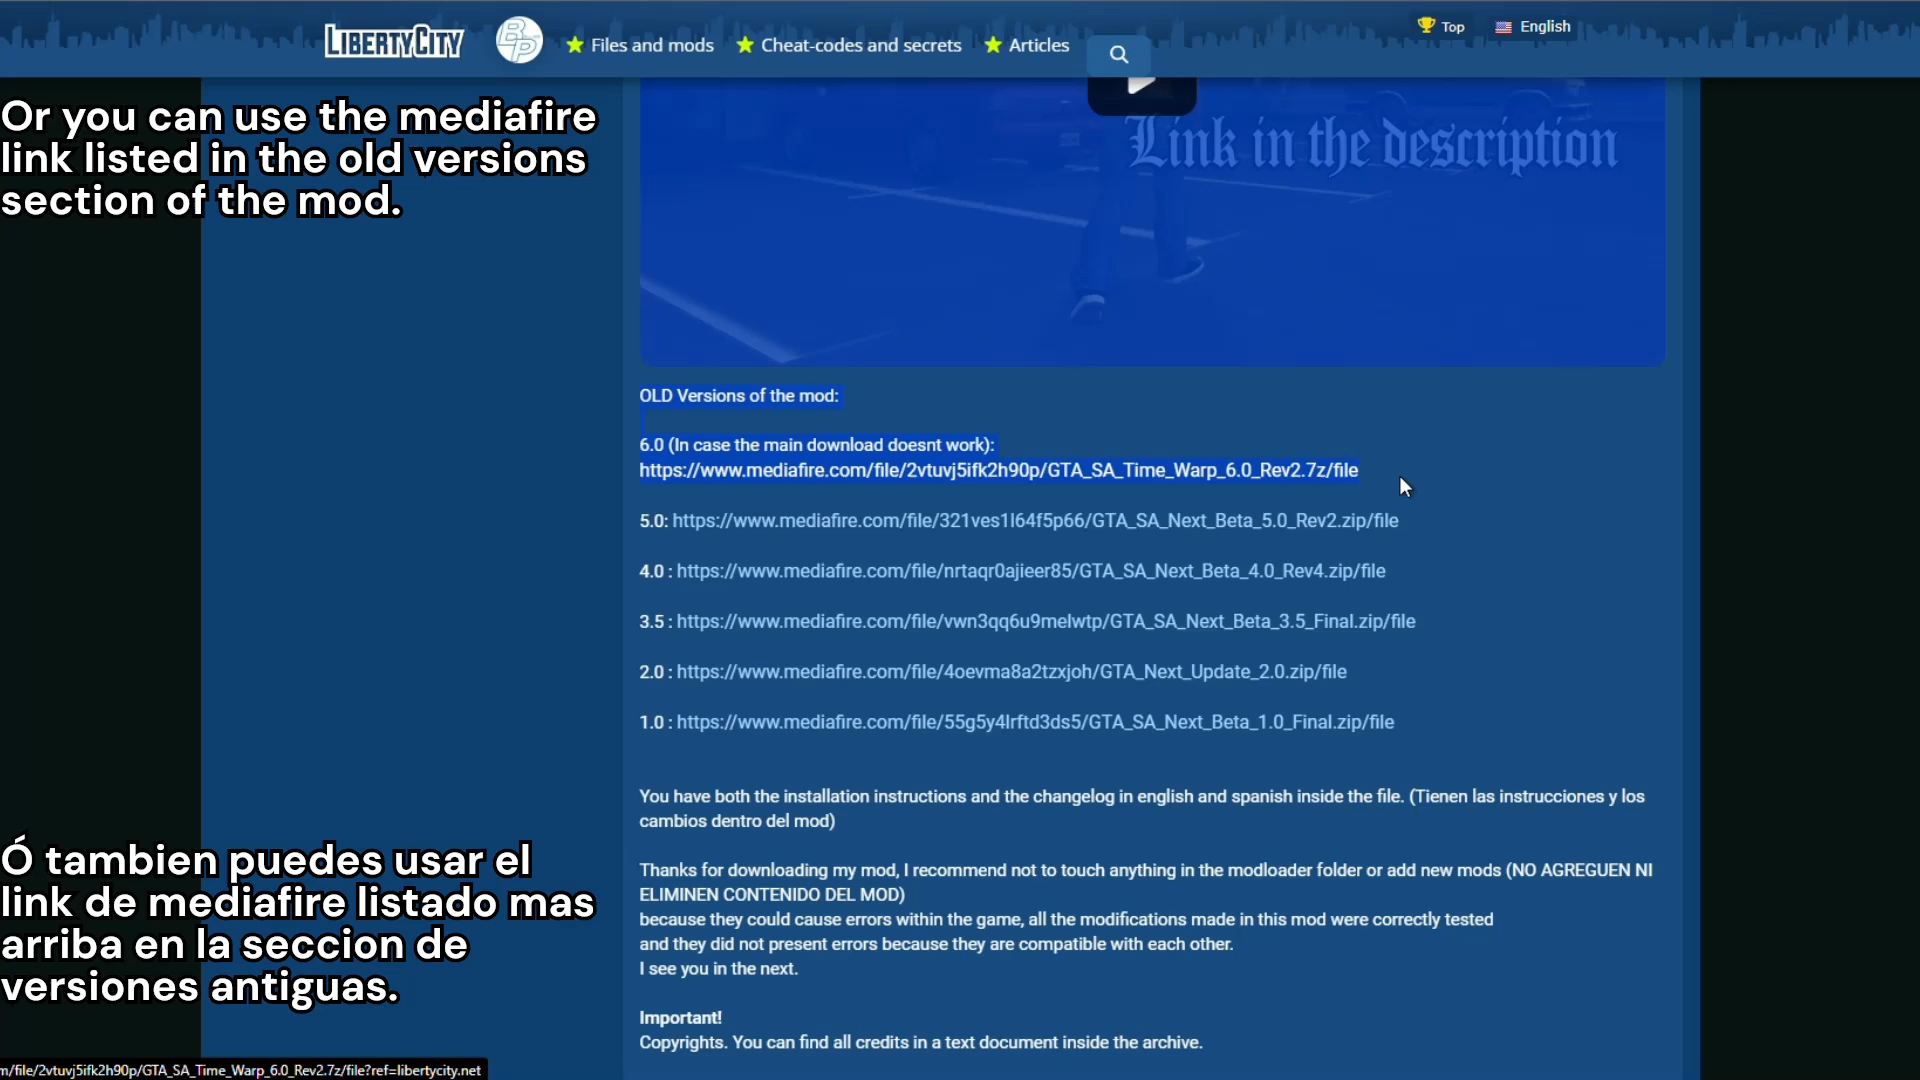 LIBERTYCITY
BP
Files and mods
Cheat-codes and secrets
Articles
Top
English
Or you can use the mediafire
link listed in the old versions
section of the mod.
Link in the description
OLD Versions of the mod:
6.0 (In case the main download doesnt work):
https://www.mediafire.com/file/2vtuvj5ifk2h90p/GTA_SA_Time_Warp_6.0_Rev2.7z/file
5.0: https://www.mediafire.com/file/321ves1l64f5p66/GTA_SA_Next_Beta_5.0_Rev2.zip/file
4.0 : https://www.mediafire.com/file/nrtaqr0ajieer85/GTA_SA_Next_Beta_4.0_Rev4.zip/file
3.5 : https://www.mediafire.com/file/vwn3qq6u9melwtp/GTA_SA_Next_Beta_3.5_Final.zip/file
2.0 : https://www.mediafire.com/file/4oevma8a2tzxjoh/GTA_Next_Update_2.0.zip/file
1.0 : https://www.mediafire.com/file/55g5y4lrftd3ds5/GTA_SA_Next_Beta_1.0_Final.zip/file
You have both the installation instructions and the changelog in english and spanish inside the file. (Tienen las instrucciones y los
cambios dentro del mod)
Thanks for downloading my mod, I recommend not to touch anything in the modloader folder or add new mods (NO AGREGUEN NI
ELIMINEN CONTENIDO DEL MOD)
because they could cause errors within the game, all the modifications made in this mod were correctly tested
and they did not present errors because they are compatible with each other.
I see you in the next.
Important!
Copyrights. You can find all credits in a text document inside the archive.
Ó tambien puedes usar el
link de mediafire listado mas
arriba en la seccion de
versiones antiguas.
m/file/2vtuvj5ifk2h90p/GTA_SA_Time_Warp_6.0_Rev2.7z/file?ref=libertycity.net